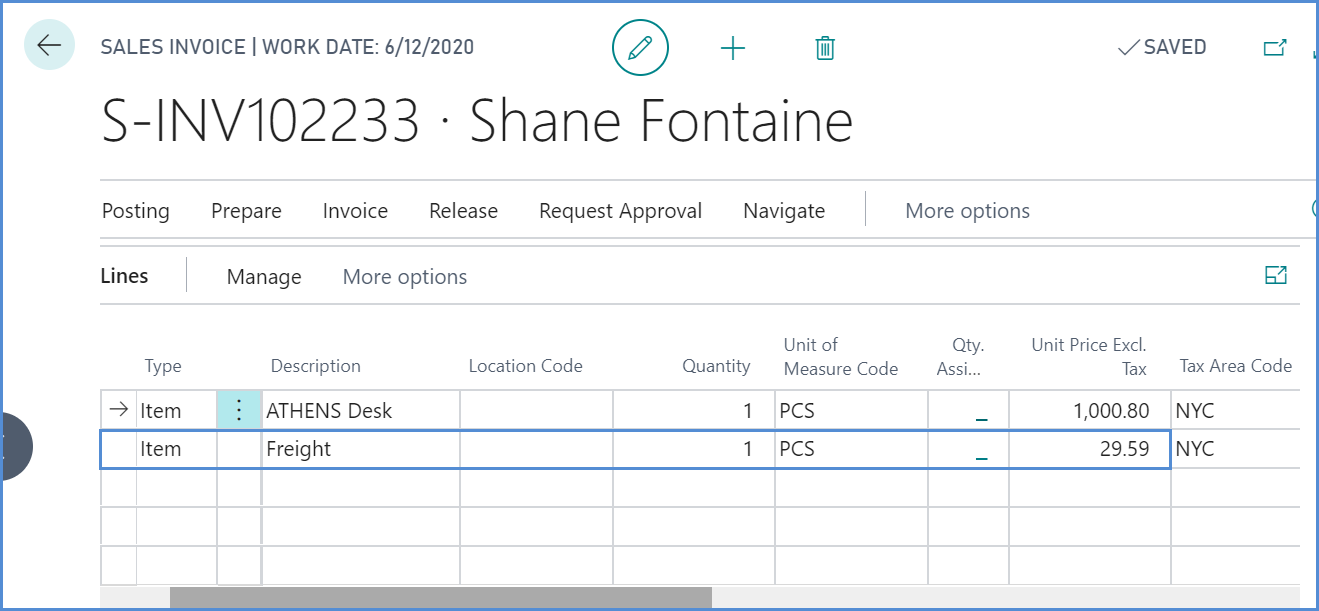 SALES INVOICE | WORK DATE: 6/12/2020
SAVED
S-INV102233 · Shane Fontaine
Posting Prepare Invoice Release Request Approval Navigate More options
Lines Manage More options
Type Description Location Code Quantity Unit of Measure Code Qty. Assi... Unit Price Excl. Tax Tax Area Code
Item ATHENS Desk 1 PCS _ 1,000.80 NYC
Item Freight 1 PCS _ 29.59 NYC